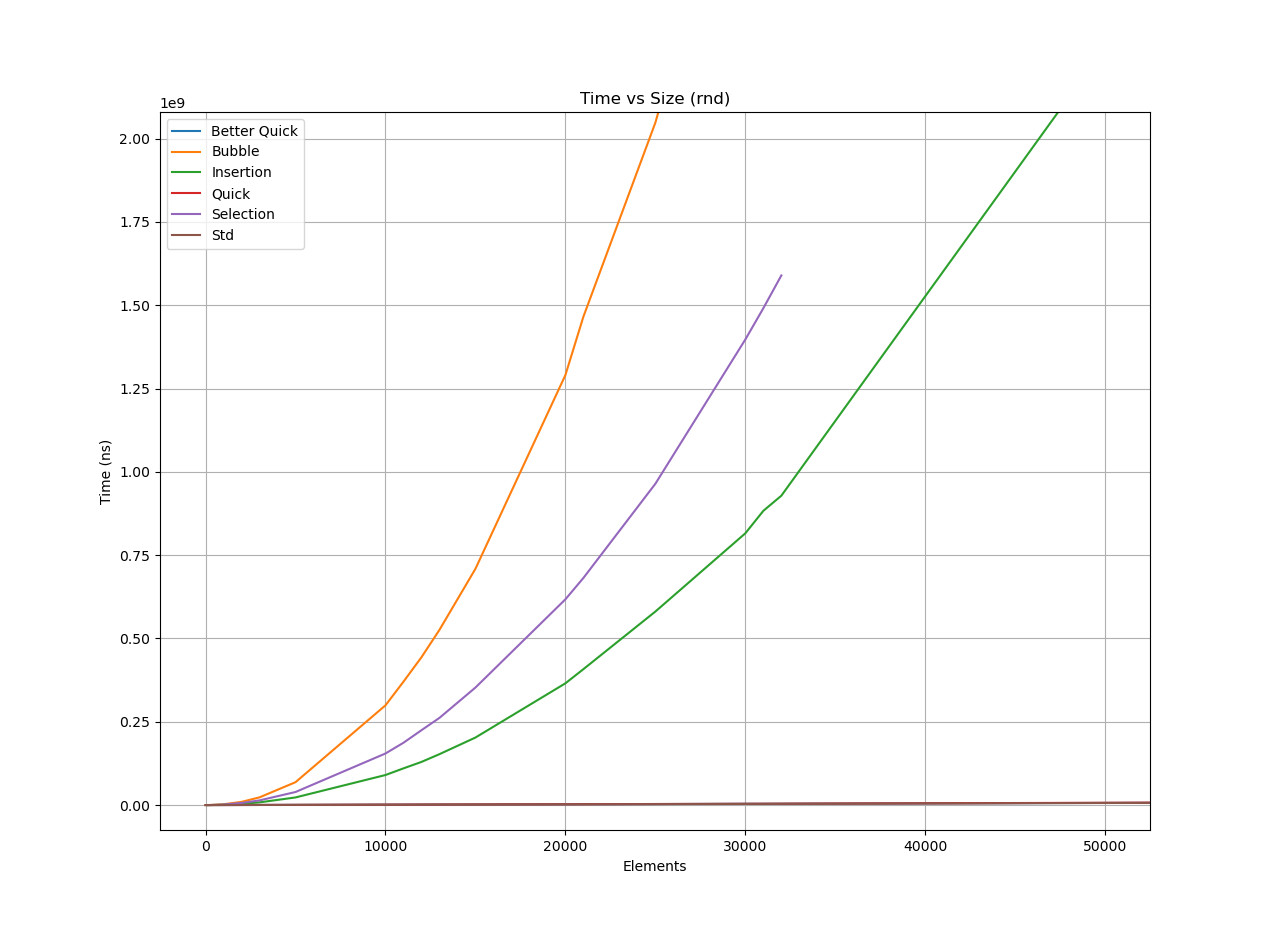 Time vs Size (rnd)
1e9
Better Quick
Bubble
Insertion
Quick
Selection
Std
2.00
1.75
1.50
1.25
1.00
0.75
0.50
0.25
0.00
Time (ns)
0 10000 20000 30000 40000 50000
Elements